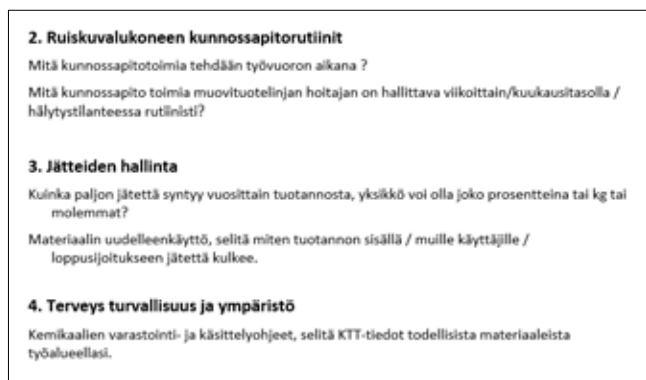 2. Ruiskuvalukoneen kunnossapitorutiinit
Mitä kunnossapitotoimia tehdään työvuoron aikana ?
Mitä kunnossapito toimia muovituotelinjan hoitajan on hallittava viikoittain/kuukausitasolla /
hälytystilanteessa rutiinisti?
3. Jätteiden hallinta
Kuinka paljon jätettä syntyy vuosittain tuotannosta, yksikkö voi olla joko prosentteina tai kg tai
molemmat?
Materiaalin uudelleenkäyttö, selitä miten tuotannon sisällä / muille käyttäjille /
loppusijoitukseen jätettä kulkee.
4. Terveys turvallisuus ja ympäristö
Kemikaalien varastointi- ja käsittelyohjeet, selitä KTT-tiedot todellisista materiaaleista
työalueellasi.